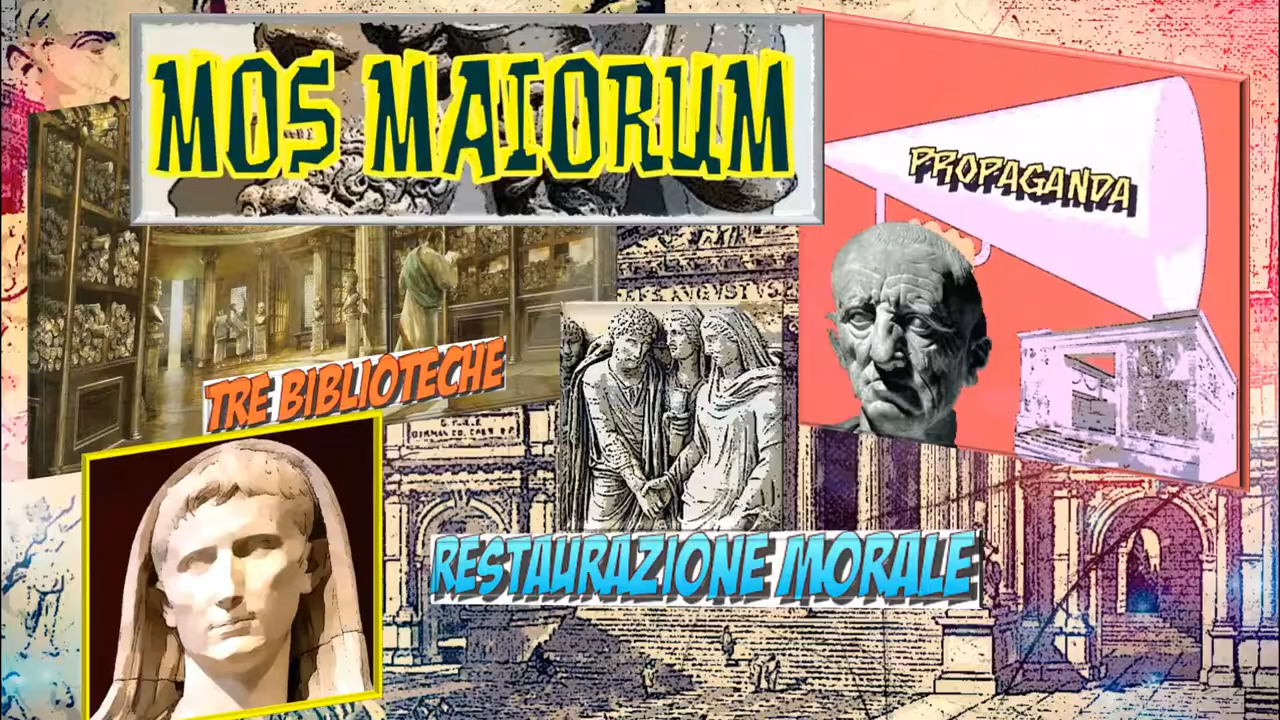 MOS MAIORUM
PROPAGANDA
TRE BIBLIOTECHE
RESTAURAZIONE MORALE